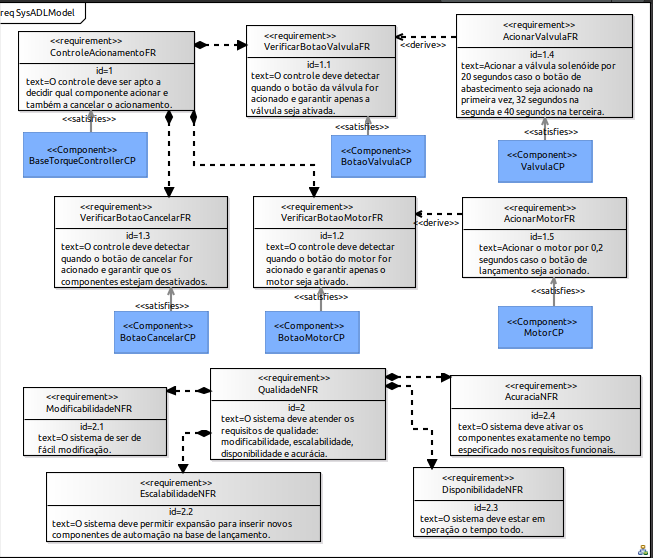 req SysADLModel
<<requirement>>
ControleAcionamentoFR
id=1
text=O controle deve ser apto a
decidir qual componente acionar e
também a cancelar o acionamento.
<<requirement>>
VerificarBotaoValvulaFR
id=1.1
text=O controle deve detectar
quando o botão da válvula for
acionado e garantir apenas a
válvula seja ativada.
<<derive>>
<<requirement>>
AcionarValvulaFR
id=1.4
text=Acionar a válvula solenóide por
20 segundos caso o botão de
abastecimento seja acionado na
primeira vez, 32 segundos na
segunda e 40 segundos na terceira.
<<satisfies>>
<<Component>>
BaseTorqueControllerCP
<<satisfies>>
<<Component>>
BotaoValvulaCP
<<satisfies>>
<<Component>>
ValvulaCP
<<requirement>>
VerificarBotaoCancelarFR
id=1.3
text=O controle deve detectar
quando o botão de cancelar for
acionado e garantir que os
componentes estejam desativados.
<<requirement>>
VerificarBotaoMotorFR
id=1.2
text=O controle deve detectar
quando o botão do motor for
acionado e garantir apenas o
motor seja ativado.
<<derive>>
<<requirement>>
AcionarMotorFR
id=1.5
text=Acionar o motor por 0,2
segundos caso o botão de
lançamento seja acionado.
<<satisfies>>
<<Component>>
BotaoCancelarCP
<<satisfies>>
<<Component>>
BotaoMotorCP
<<satisfies>>
<<Component>>
MotorCP
<<requirement>>
ModificabilidadeNFR
id=2.1
text=O sistema de ser de
fácil modificação.
<<requirement>>
QualidadeNFR
id=2
text=O sistema deve atender os
requisitos de qualidade:
modificabilidade, escalabilidade,
disponibilidade e acurácia.
<<requirement>>
AcuraciaNFR
id=2.4
text=O sistema deve ativar os
componentes exatamente no tempo
especificado nos requisitos funcionais.
<<requirement>>
EscalabilidadeNFR
id=2.2
text=O sistema deve permitir expansão para inserir novos
componentes de automação na base de lançamento.
<<requirement>>
DisponibilidadeNFR
id=2.3
text=O sistema deve estar em
operação o tempo todo.